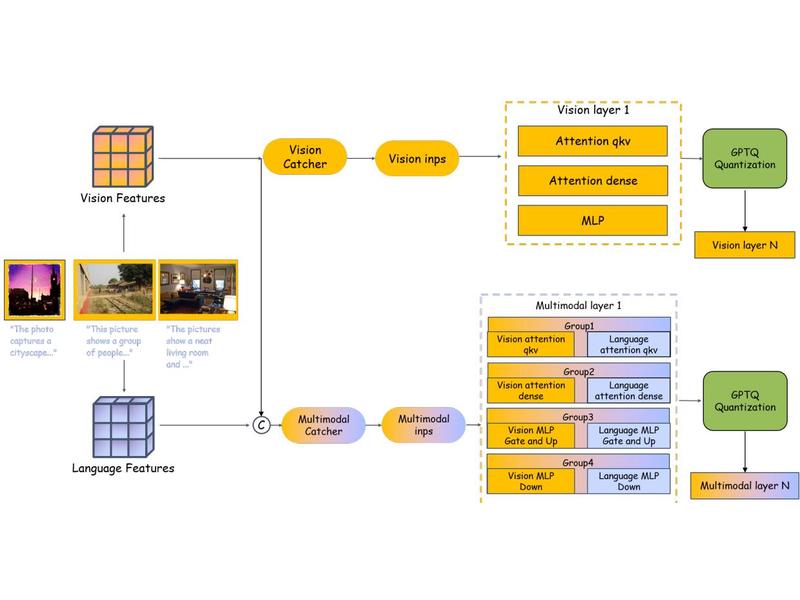 Vision layer 1
Vision
Catcher
Vision inps
Attention qkv
Attention dense
MLP
GPTQ
Quantization
Vision layer N
Vision Features
"The photo
captures a
cityscape..."
"This picture
shows a group
of people..."
"The pictures
show a neat
living room
and ..."
Language Features
C
Multimodal
Catcher
Multimodal
inps
Multimodal layer 1
Group1
Vision attention
qkv
Language
attention qkv
Group2
Vision attention
dense
Language
attention dense
Group3
Vision MLP
Gate and Up
Language MLP
Gate and Up
Group4
Vision MLP
Down
Language MLP
Down
GPTQ
Quantization
Multimodal layer N